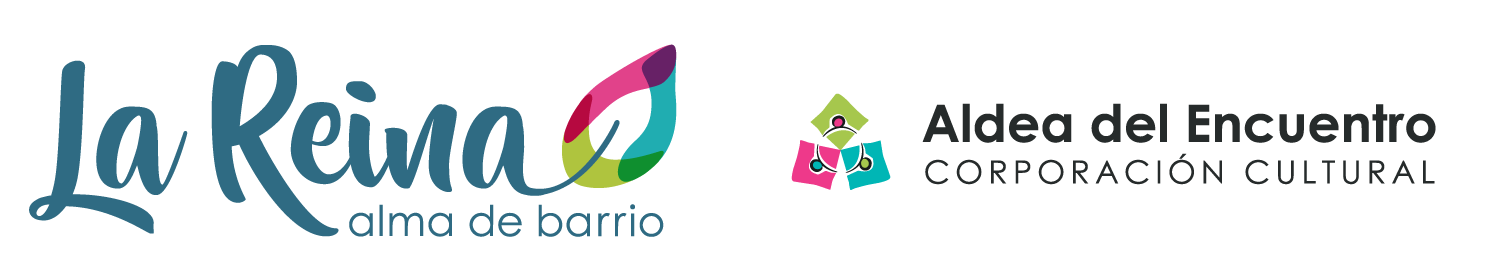 La Reina
alma de barrio
Aldea del Encuentro
CORPORACIÓN CULTURAL